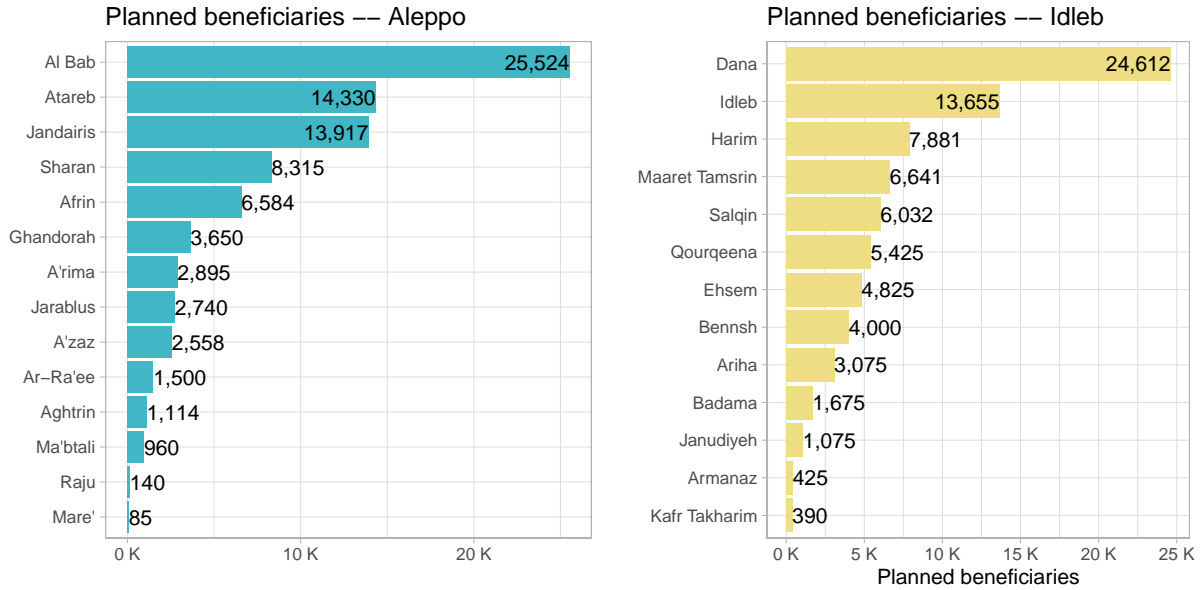 Planned beneficiaries −− Aleppo
Al Bab 25,524
Atareb 14,330
Jandairis 13,917
Sharan 8,315
Afrin 6,584
Ghandorah 3,650
A'rima 2,895
Jarablus 2,740
A'zaz 2,558
Ar−Ra'ee 1,500
Aghtrin 1,114
Ma'btali 960
Raju 140
Mare' 85
0 K 10 K 20 K
Planned beneficiaries −− Idleb
Dana 24,612
Idleb 13,655
Harim 7,881
Maaret Tamsrin 6,641
Salqin 6,032
Qourqeena 5,425
Ehsem 4,825
Bennsh 4,000
Ariha 3,075
Badama 1,675
Janudiyeh 1,075
Armanaz 425
Kafr Takharim 390
0 K 5 K 10 K 15 K 20 K 25 K
Planned beneficiaries